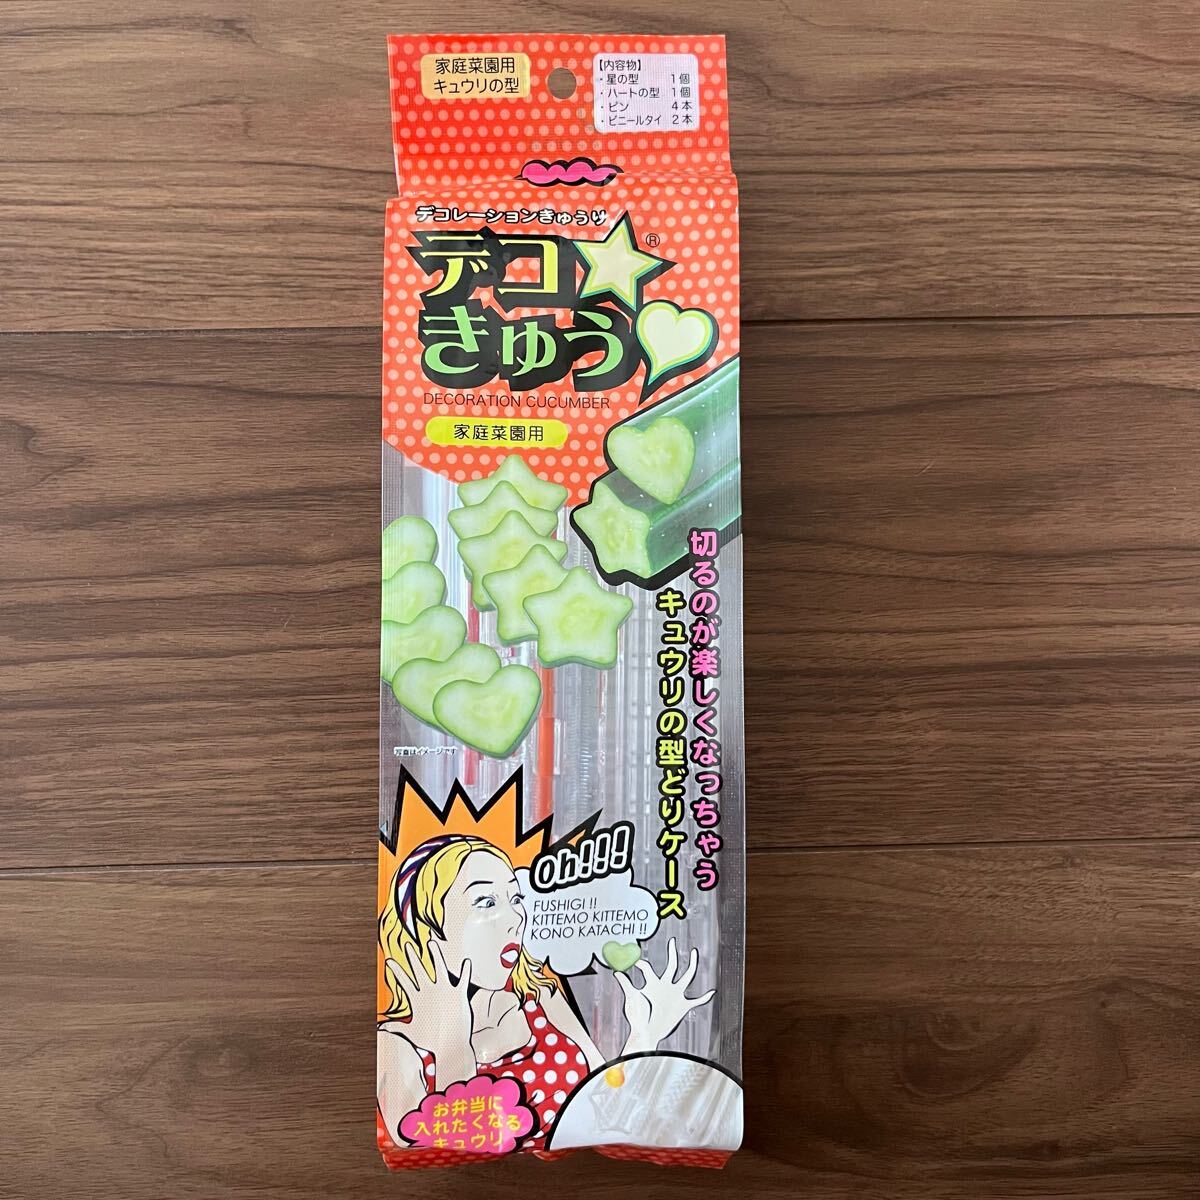 家庭菜園用
キュウリの型
【内容物】
・星の型 1個
・ハートの型 1個
・ピン 4本
・ビニールタイ 2本
デコレーションきゅうり
デコ★®
きゅう♥
DECORATION CUCUMBER
家庭菜園用
切るのが楽しくなっちゃう
キュウリの型どりケース
写真はイメージです
Oh!!!
FUSHIGI !!
KITTEMO KITTEMO
KONO KATACHI !!
お弁当に
入れたくなる
キュウリ